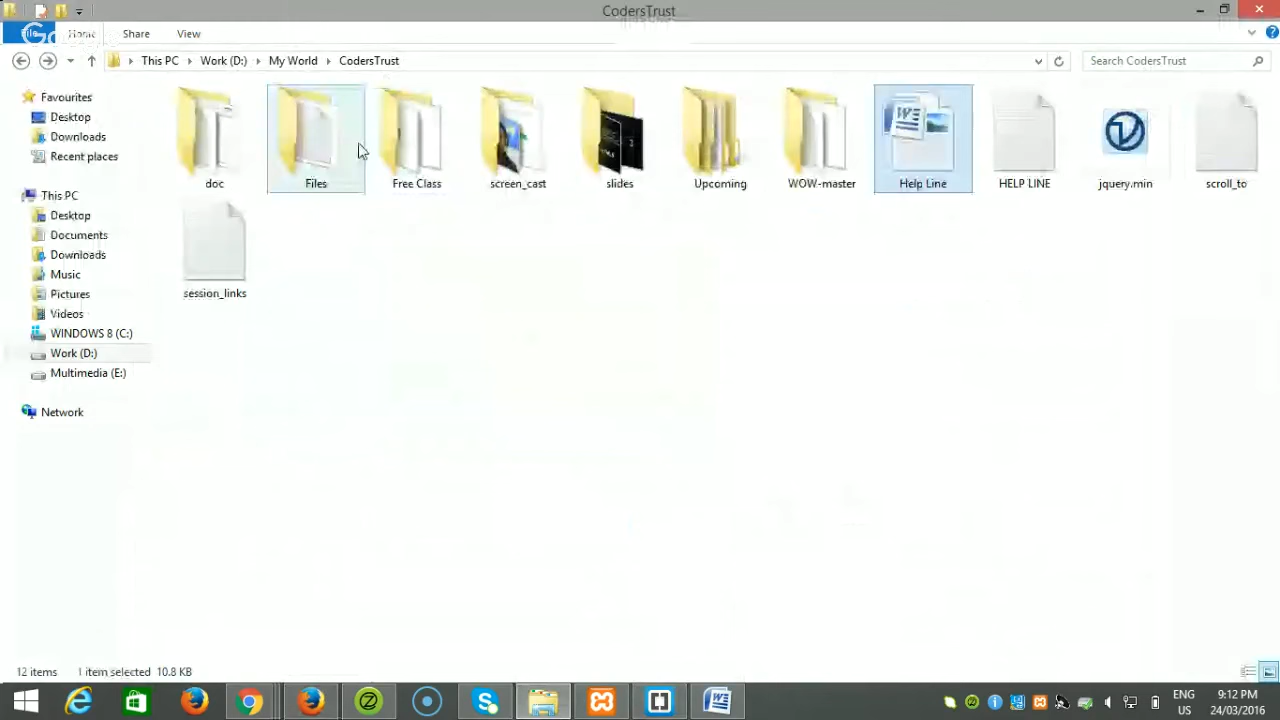 CodersTrust
File Home Share View
This PC Work (D:) My World CodersTrust Search CodersTrust
Favourites
Desktop
Downloads
Recent places
This PC
Desktop
Documents
Downloads
Music
Pictures
Videos
WINDOWS 8 (C:)
Work (D:)
Multimedia (E:)
Network
doc Files Free Class screen_cast slides Upcoming WOW-master Help Line HELP LINE jquery.min scroll_to
session_links
12 items 1 item selected 10.8 KB
ENG 9:12 PM
US 24/03/2016